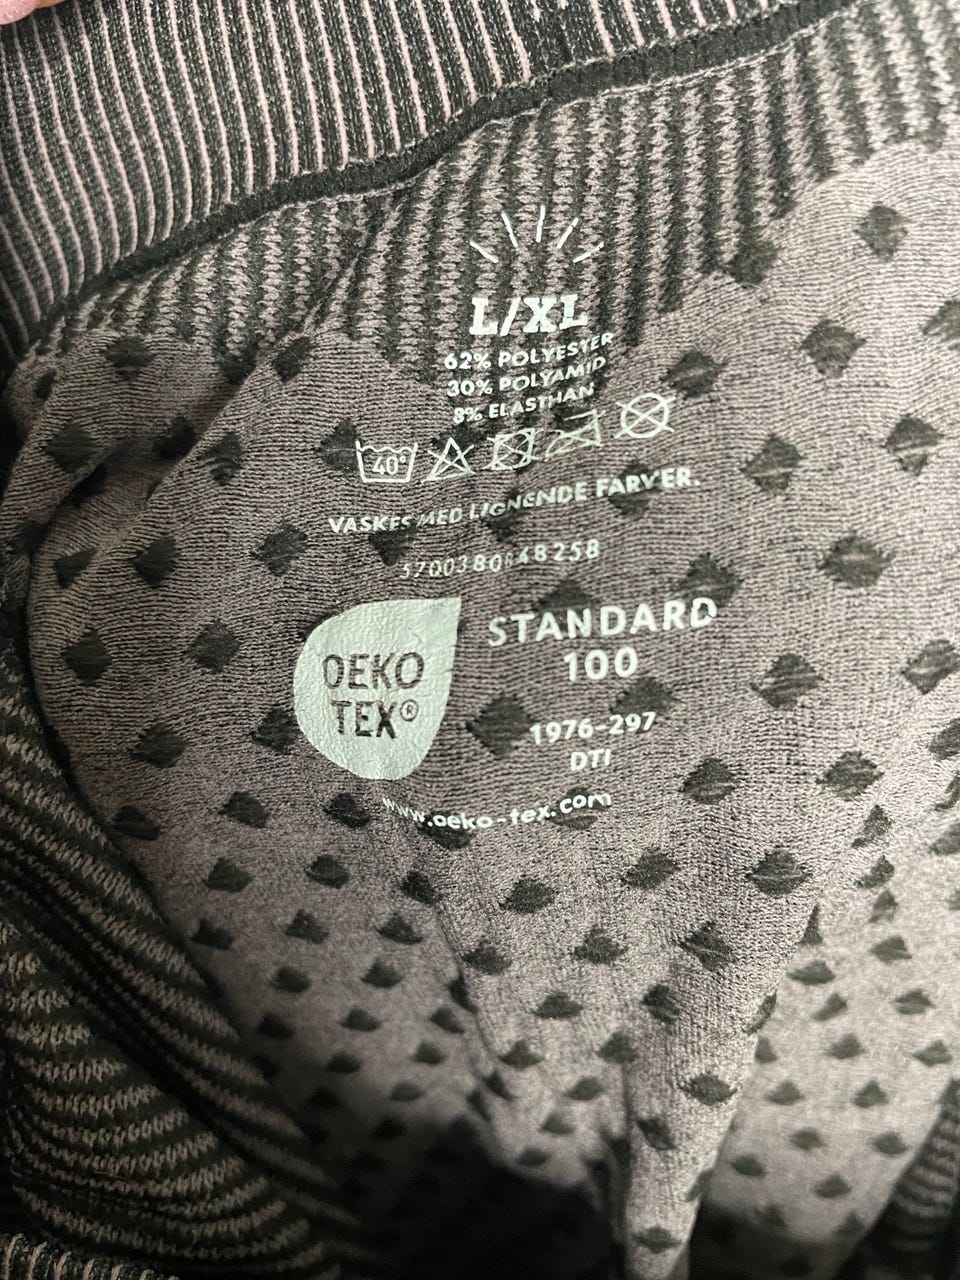 L/XL
62% POLYESTER
30% POLYAMID
8% ELASTHAN
40°
VASKES MED LIGNENDE FARVER.
OEKO
TEX®
STANDARD
100
1976-297
DTI
www.oeko-tex.com